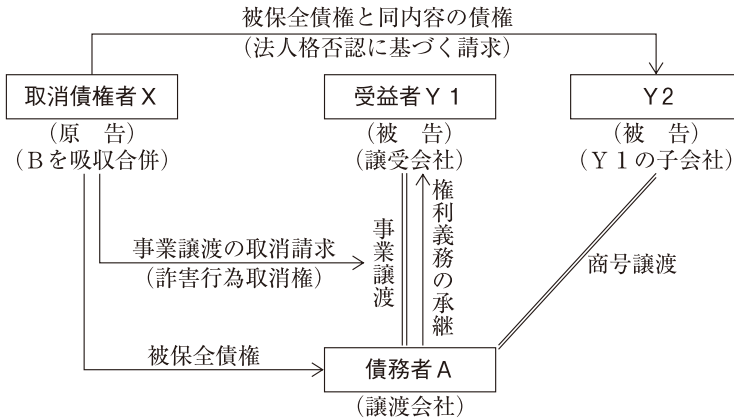 被保全債権と同内容の債権
（法人格否認に基づく請求）
取消債権者X
（原　告）
（Bを吸収合併）
受益者Y1
（被　告）
（譲受会社）
Y2
（被　告）
（Y1の子会社）
事業譲渡の取消請求
（詐害行為取消権）
事業譲渡
権利義務の承継
商号譲渡
被保全債権
債務者A
（譲渡会社）